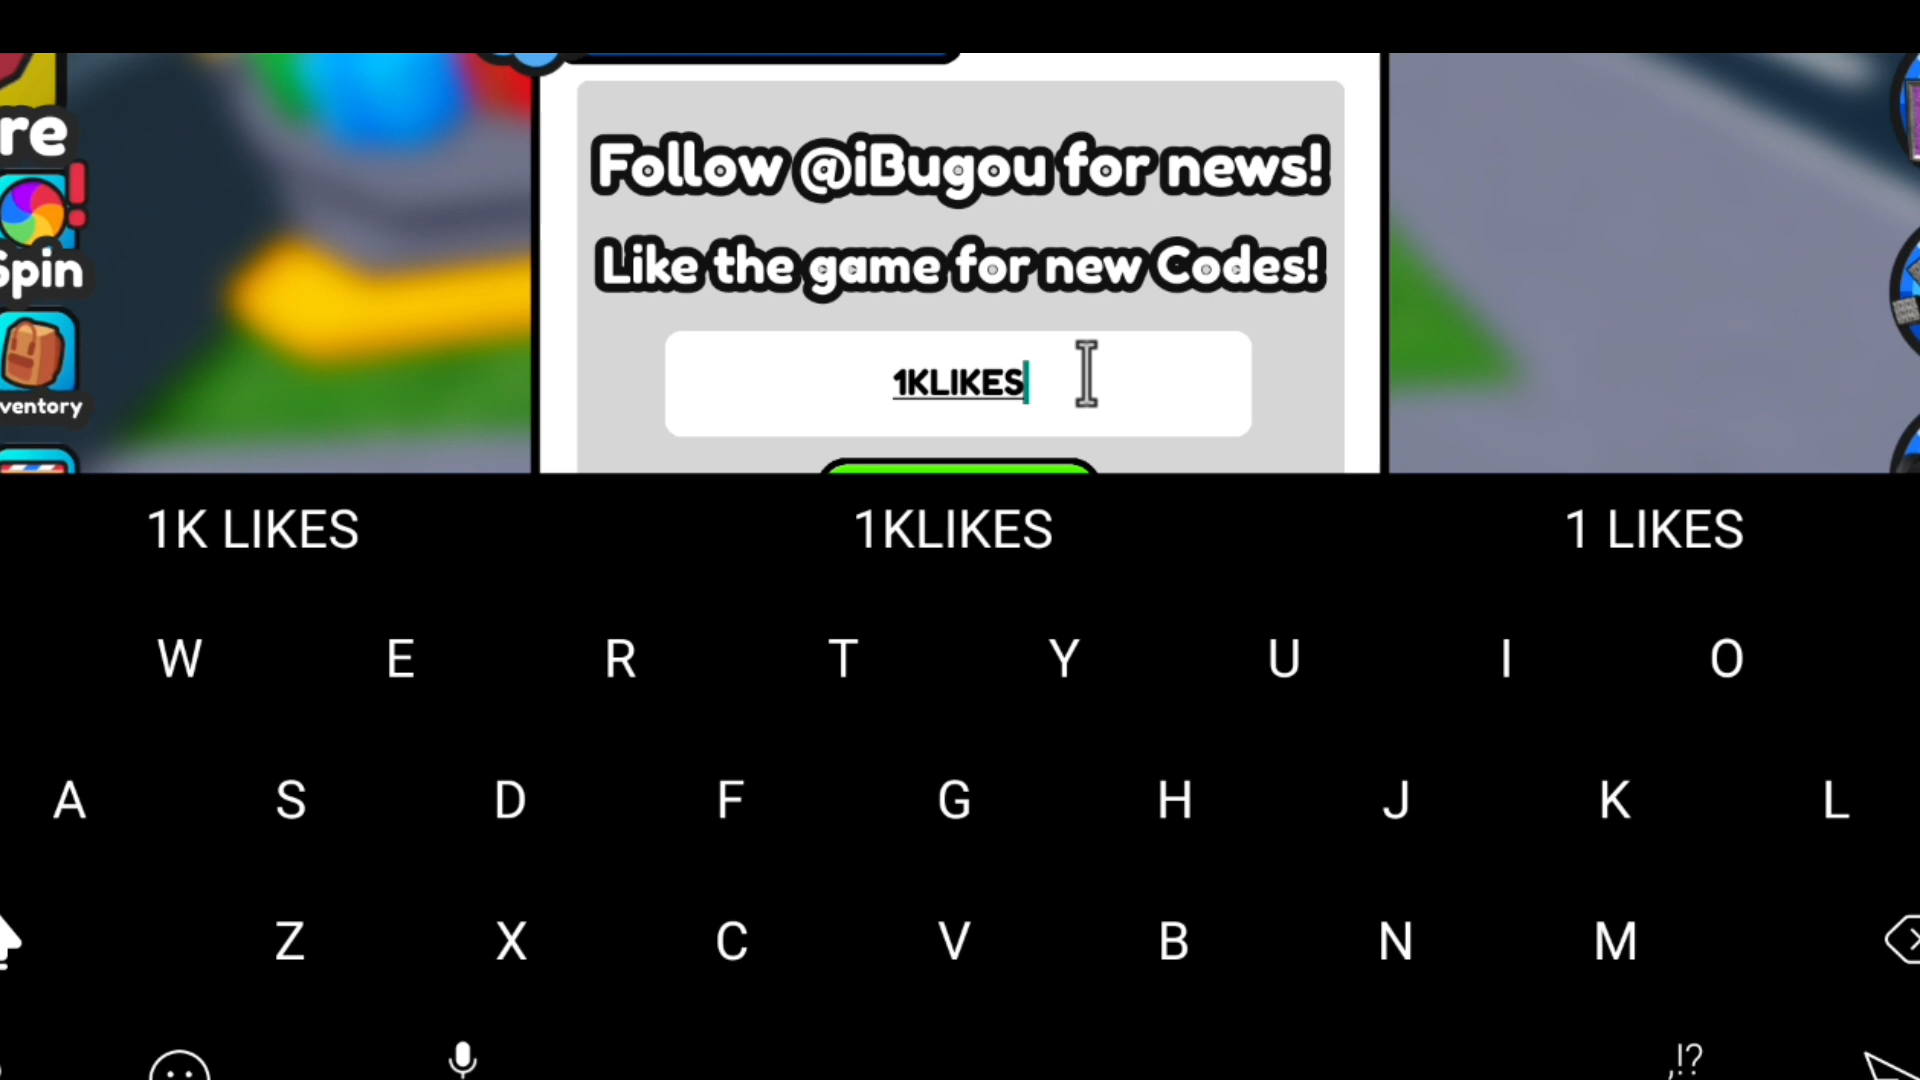 re
Spin
ventory
Follow @iBugou for news!
Like the game for new Codes!
1KLIKES
1K LIKES 1KLIKES 1 LIKES
W E R T Y U I O
A S D F G H J K L
Z X C V B N M
,!?